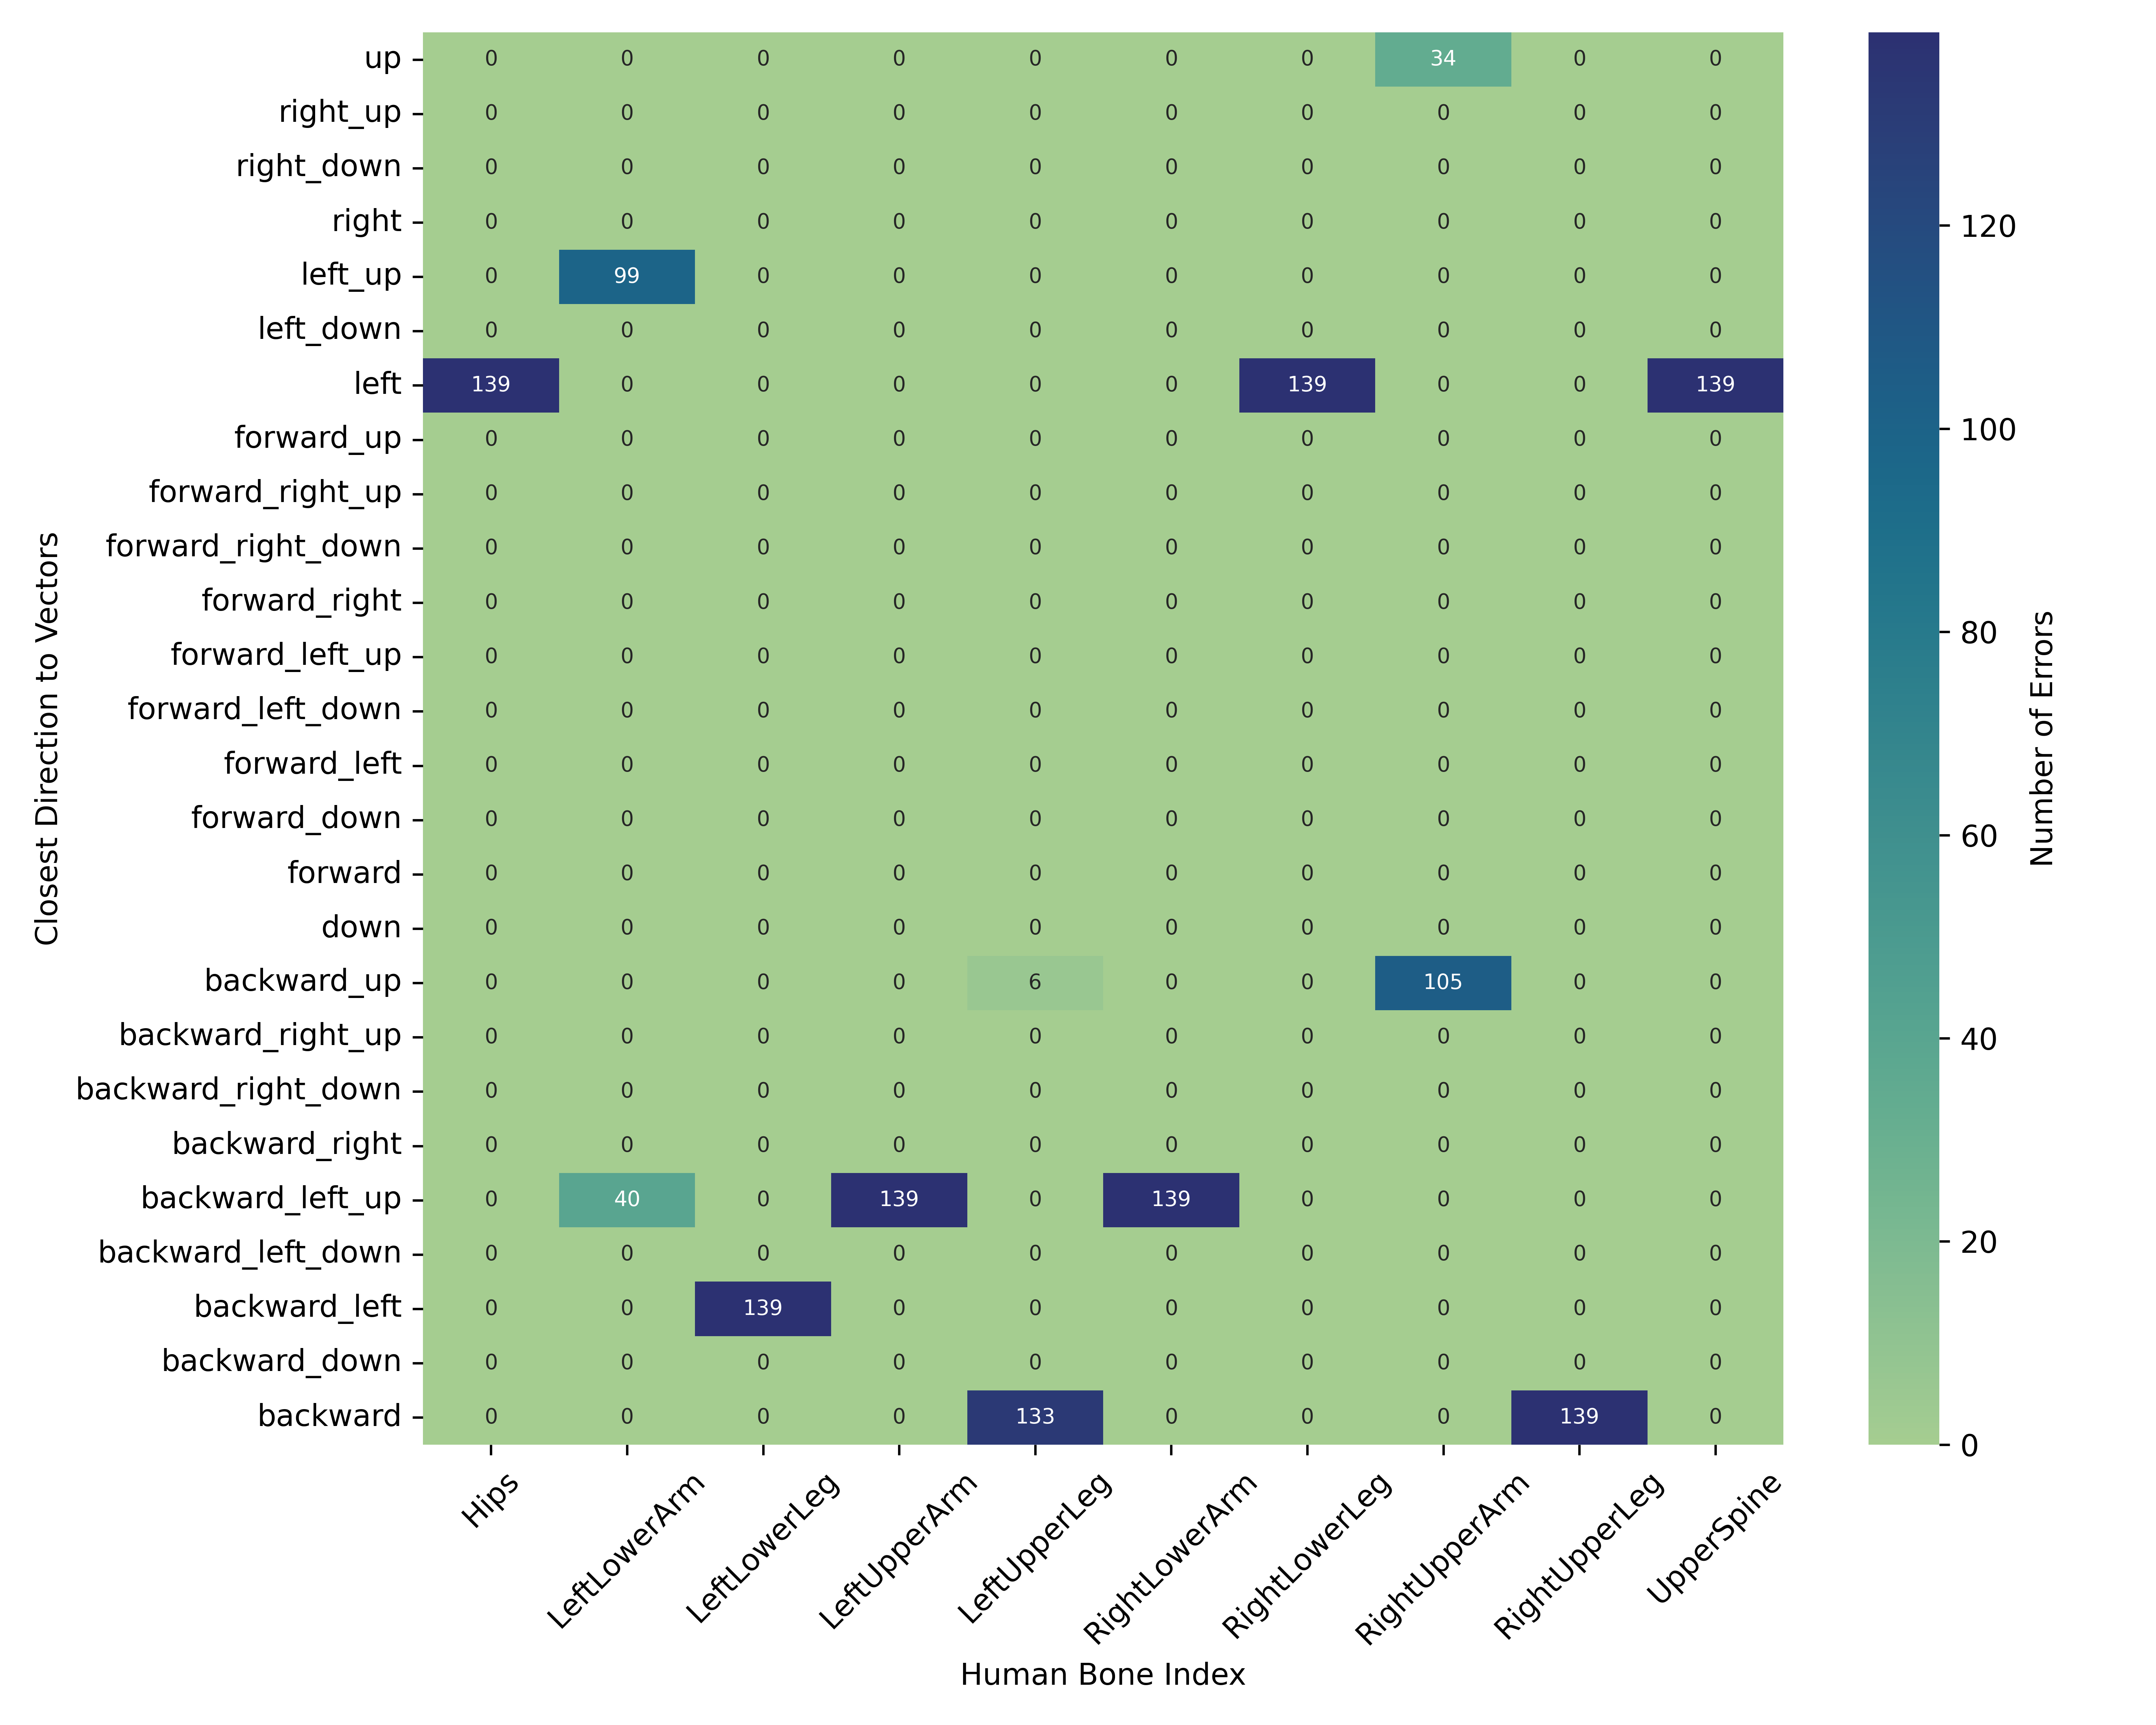 up 0 0 0 0 0 0 0 34 0 0
right_up 0 0 0 0 0 0 0 0 0 0
right_down 0 0 0 0 0 0 0 0 0 0
right 0 0 0 0 0 0 0 0 0 0
left_up 0 99 0 0 0 0 0 0 0 0
left_down 0 0 0 0 0 0 0 0 0 0
left 139 0 0 0 0 0 139 0 0 139
forward_up 0 0 0 0 0 0 0 0 0 0
forward_right_up 0 0 0 0 0 0 0 0 0 0
forward_right_down 0 0 0 0 0 0 0 0 0 0
forward_right 0 0 0 0 0 0 0 0 0 0
forward_left_up 0 0 0 0 0 0 0 0 0 0
forward_left_down 0 0 0 0 0 0 0 0 0 0
forward_left 0 0 0 0 0 0 0 0 0 0
forward_down 0 0 0 0 0 0 0 0 0 0
forward 0 0 0 0 0 0 0 0 0 0
down 0 0 0 0 0 0 0 0 0 0
backward_up 0 0 0 0 6 0 0 105 0 0
backward_right_up 0 0 0 0 0 0 0 0 0 0
backward_right_down 0 0 0 0 0 0 0 0 0 0
backward_right 0 0 0 0 0 0 0 0 0 0
backward_left_up 0 40 0 139 0 139 0 0 0 0
backward_left_down 0 0 0 0 0 0 0 0 0 0
backward_left 0 0 139 0 0 0 0 0 0 0
backward_down 0 0 0 0 0 0 0 0 0 0
backward 0 0 0 0 133 0 0 0 139 0
Closest Direction to Vectors
Hips LeftLowerArm LeftLowerLeg LeftUpperArm LeftUpperLeg RightLowerArm RightLowerLeg RightUpperArm RightUpperLeg UpperSpine
Human Bone Index
120
100
80
60
40
20
0
Number of Errors